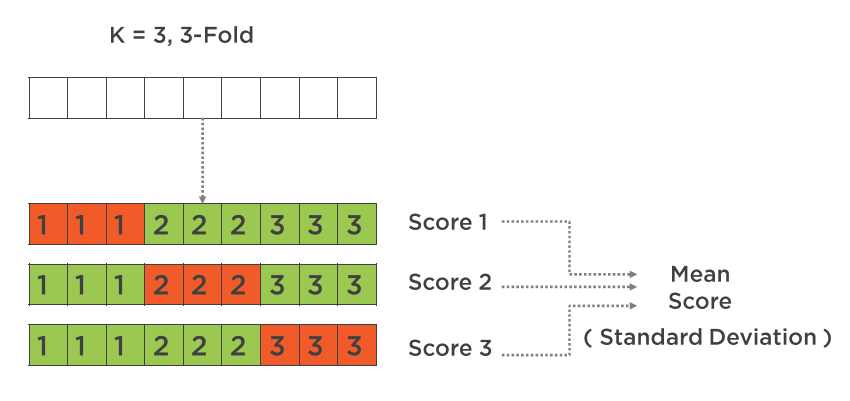 K = 3, 3-Fold
1 1 1 2 2 2 3 3 3
Score 1
1 1 1 2 2 2 3 3 3
Score 2
1 1 1 2 2 2 3 3 3
Score 3
Mean
Score
( Standard Deviation )